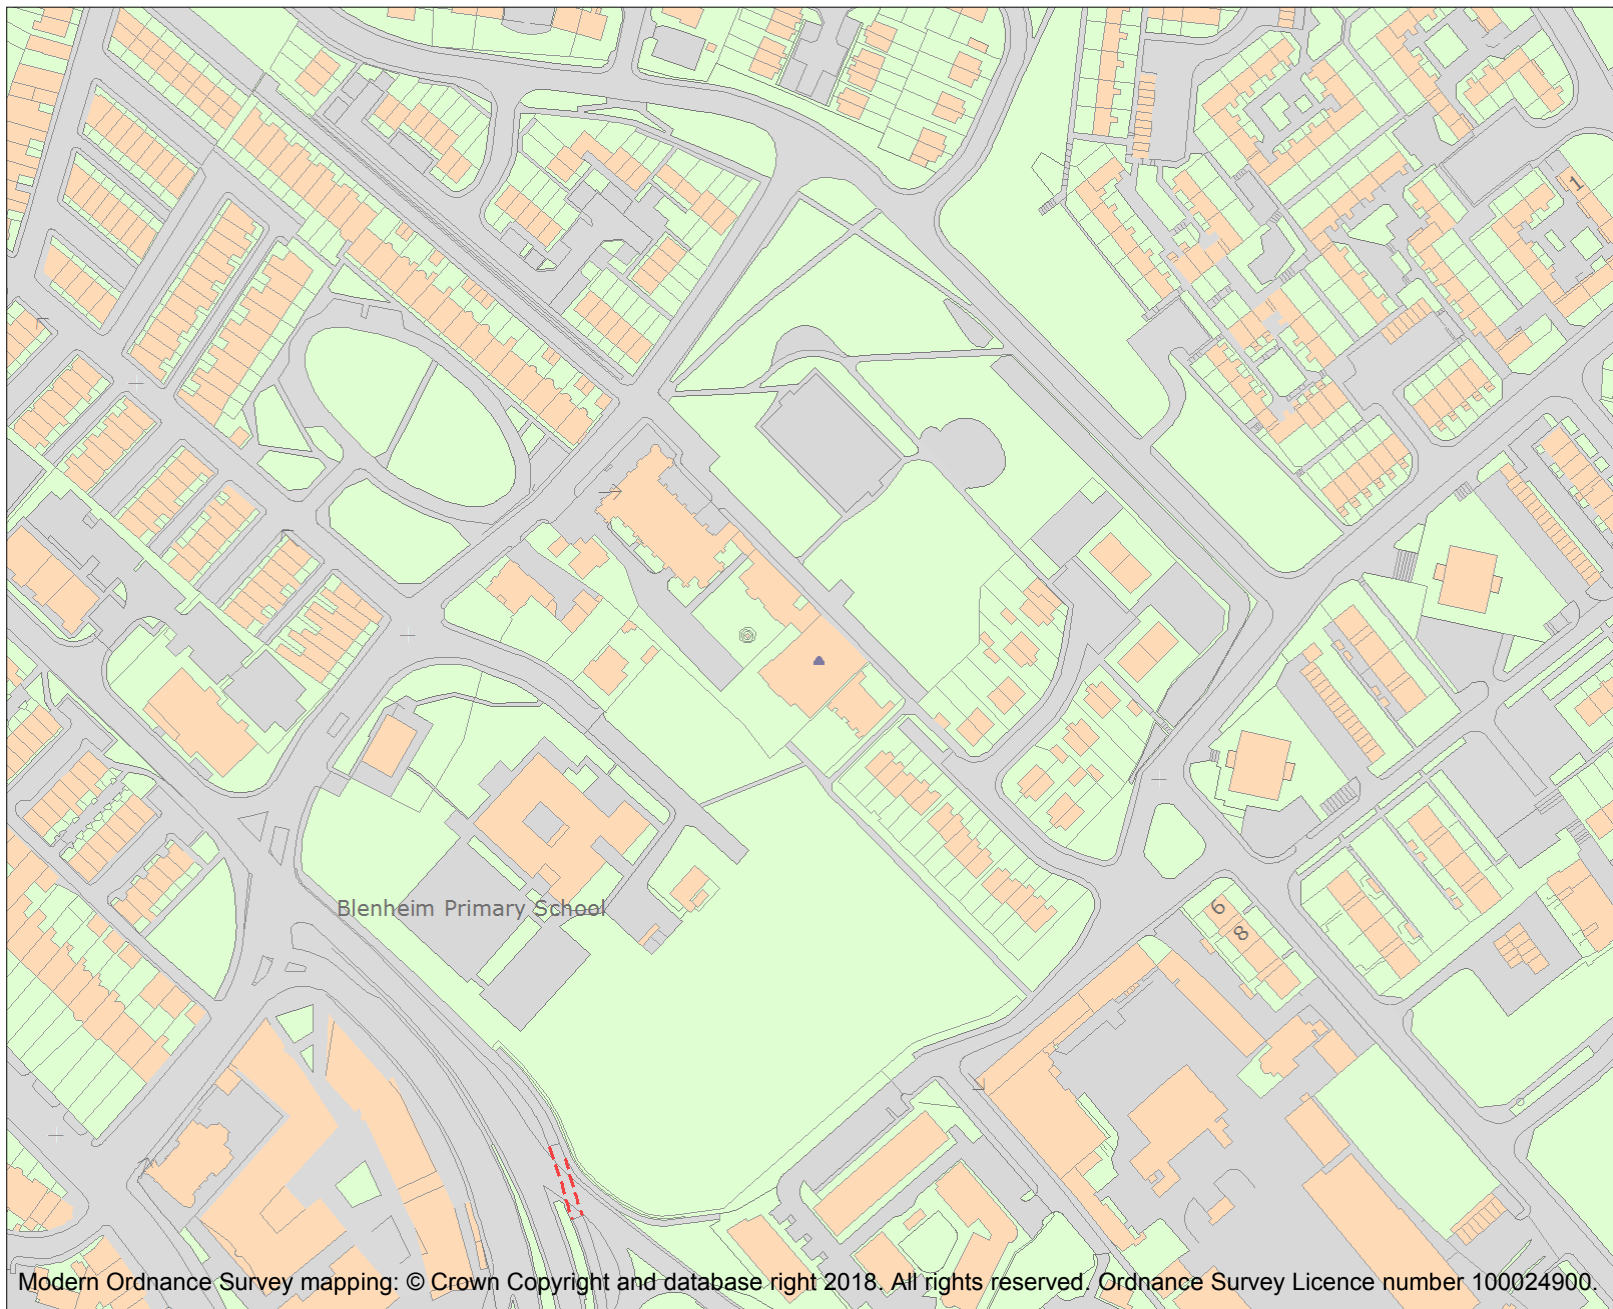 1
Blenheim Primary School
6
8
Modern Ordnance Survey mapping: © Crown Copyright and database right 2018. All rights reserved. Ordnance Survey Licence number 100024900.